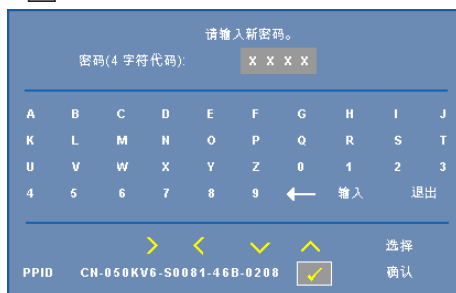 请输入新密码。
密码(4 字符代码): X X X X
A B C D E F G H I J
K L M N O P Q R S T
U V W X Y Z 0 1 2 3
4 5 6 7 8 9 ← 输入 退出
> < ∨ ∧ 选择
PPID CN-050KV6-S0081-46B-0208 ✓ 确认